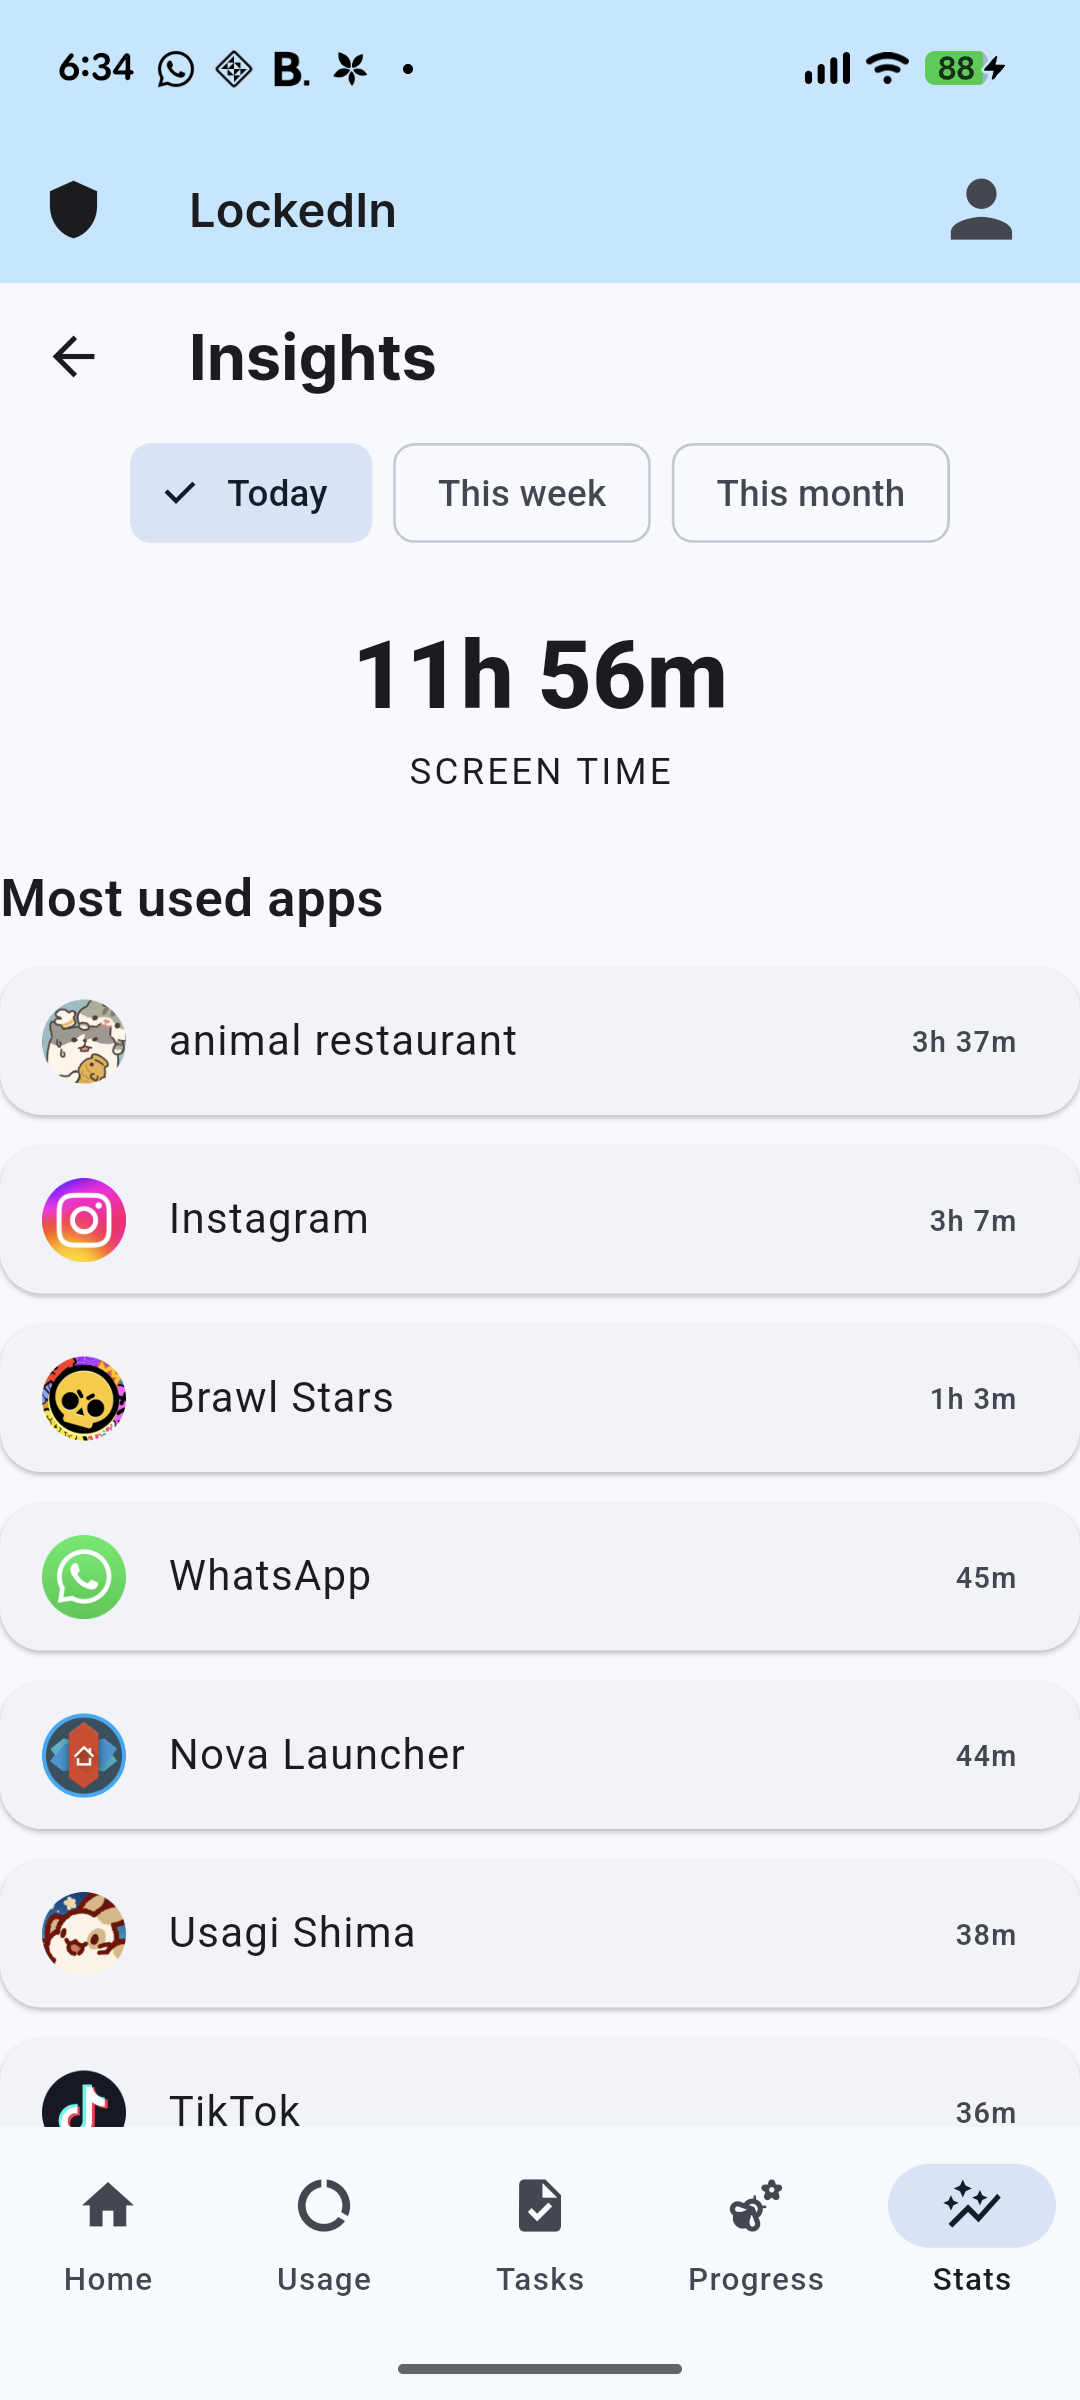 6:34 B. 88
LockedIn
Insights
Today This week This month
11h 56m
SCREEN TIME
Most used apps
animal restaurant 3h 37m
Instagram 3h 7m
Brawl Stars 1h 3m
WhatsApp 45m
Nova Launcher 44m
Usagi Shima 38m
TikTok 36m
Home Usage Tasks Progress Stats